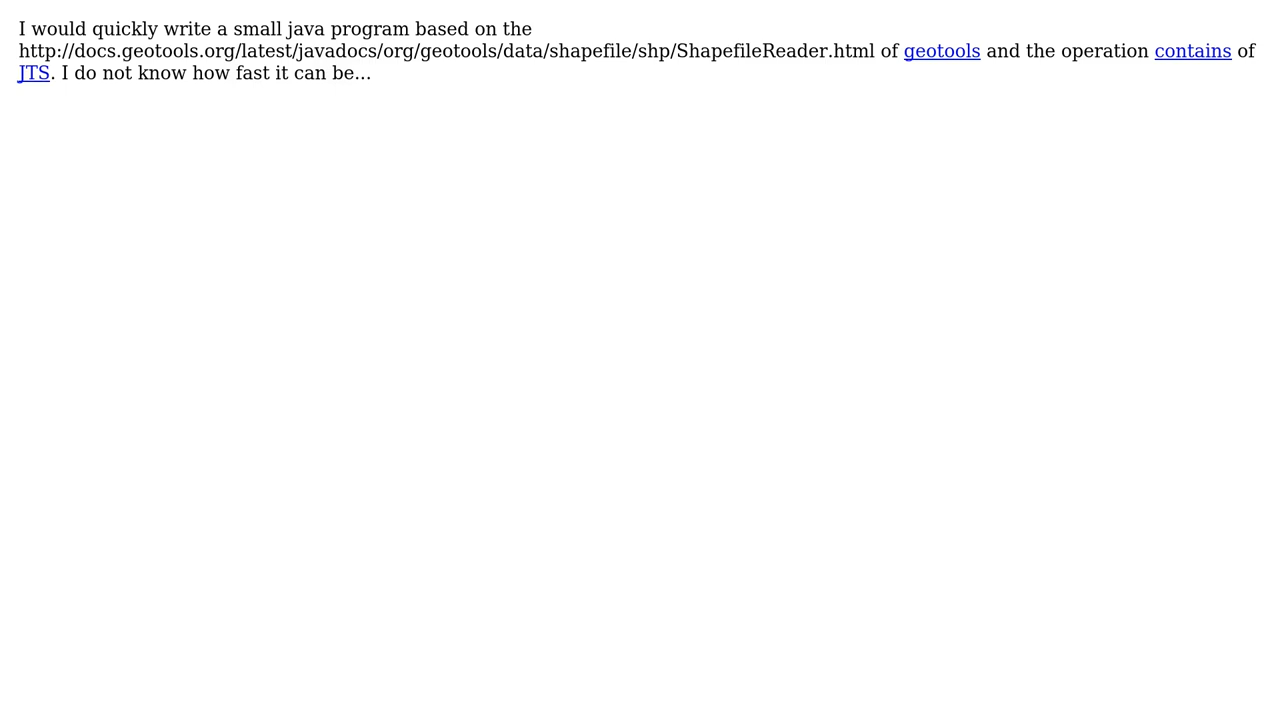 I would quickly write a small java program based on the
http://docs.geotools.org/latest/javadocs/org/geotools/data/shapefile/shp/ShapefileReader.html of geotools and the operation contains of
JTS. I do not know how fast it can be...